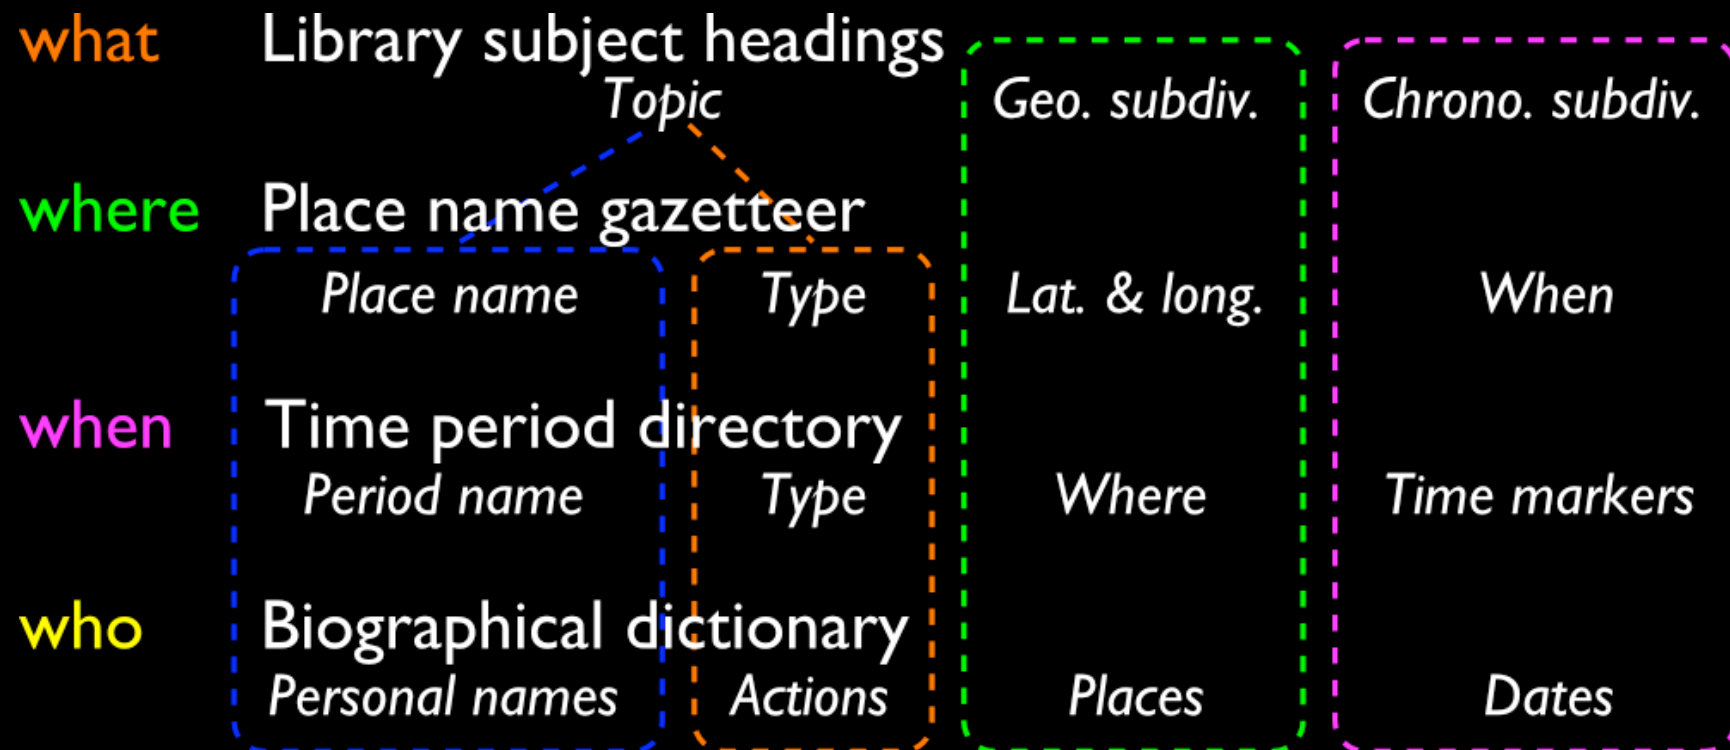 what Library subject headings
Topic Geo. subdiv. Chrono. subdiv.
where Place name gazetteer
Place name Type Lat. & long. When
when Time period directory
Period name Type Where Time markers
who Biographical dictionary
Personal names Actions Places Dates